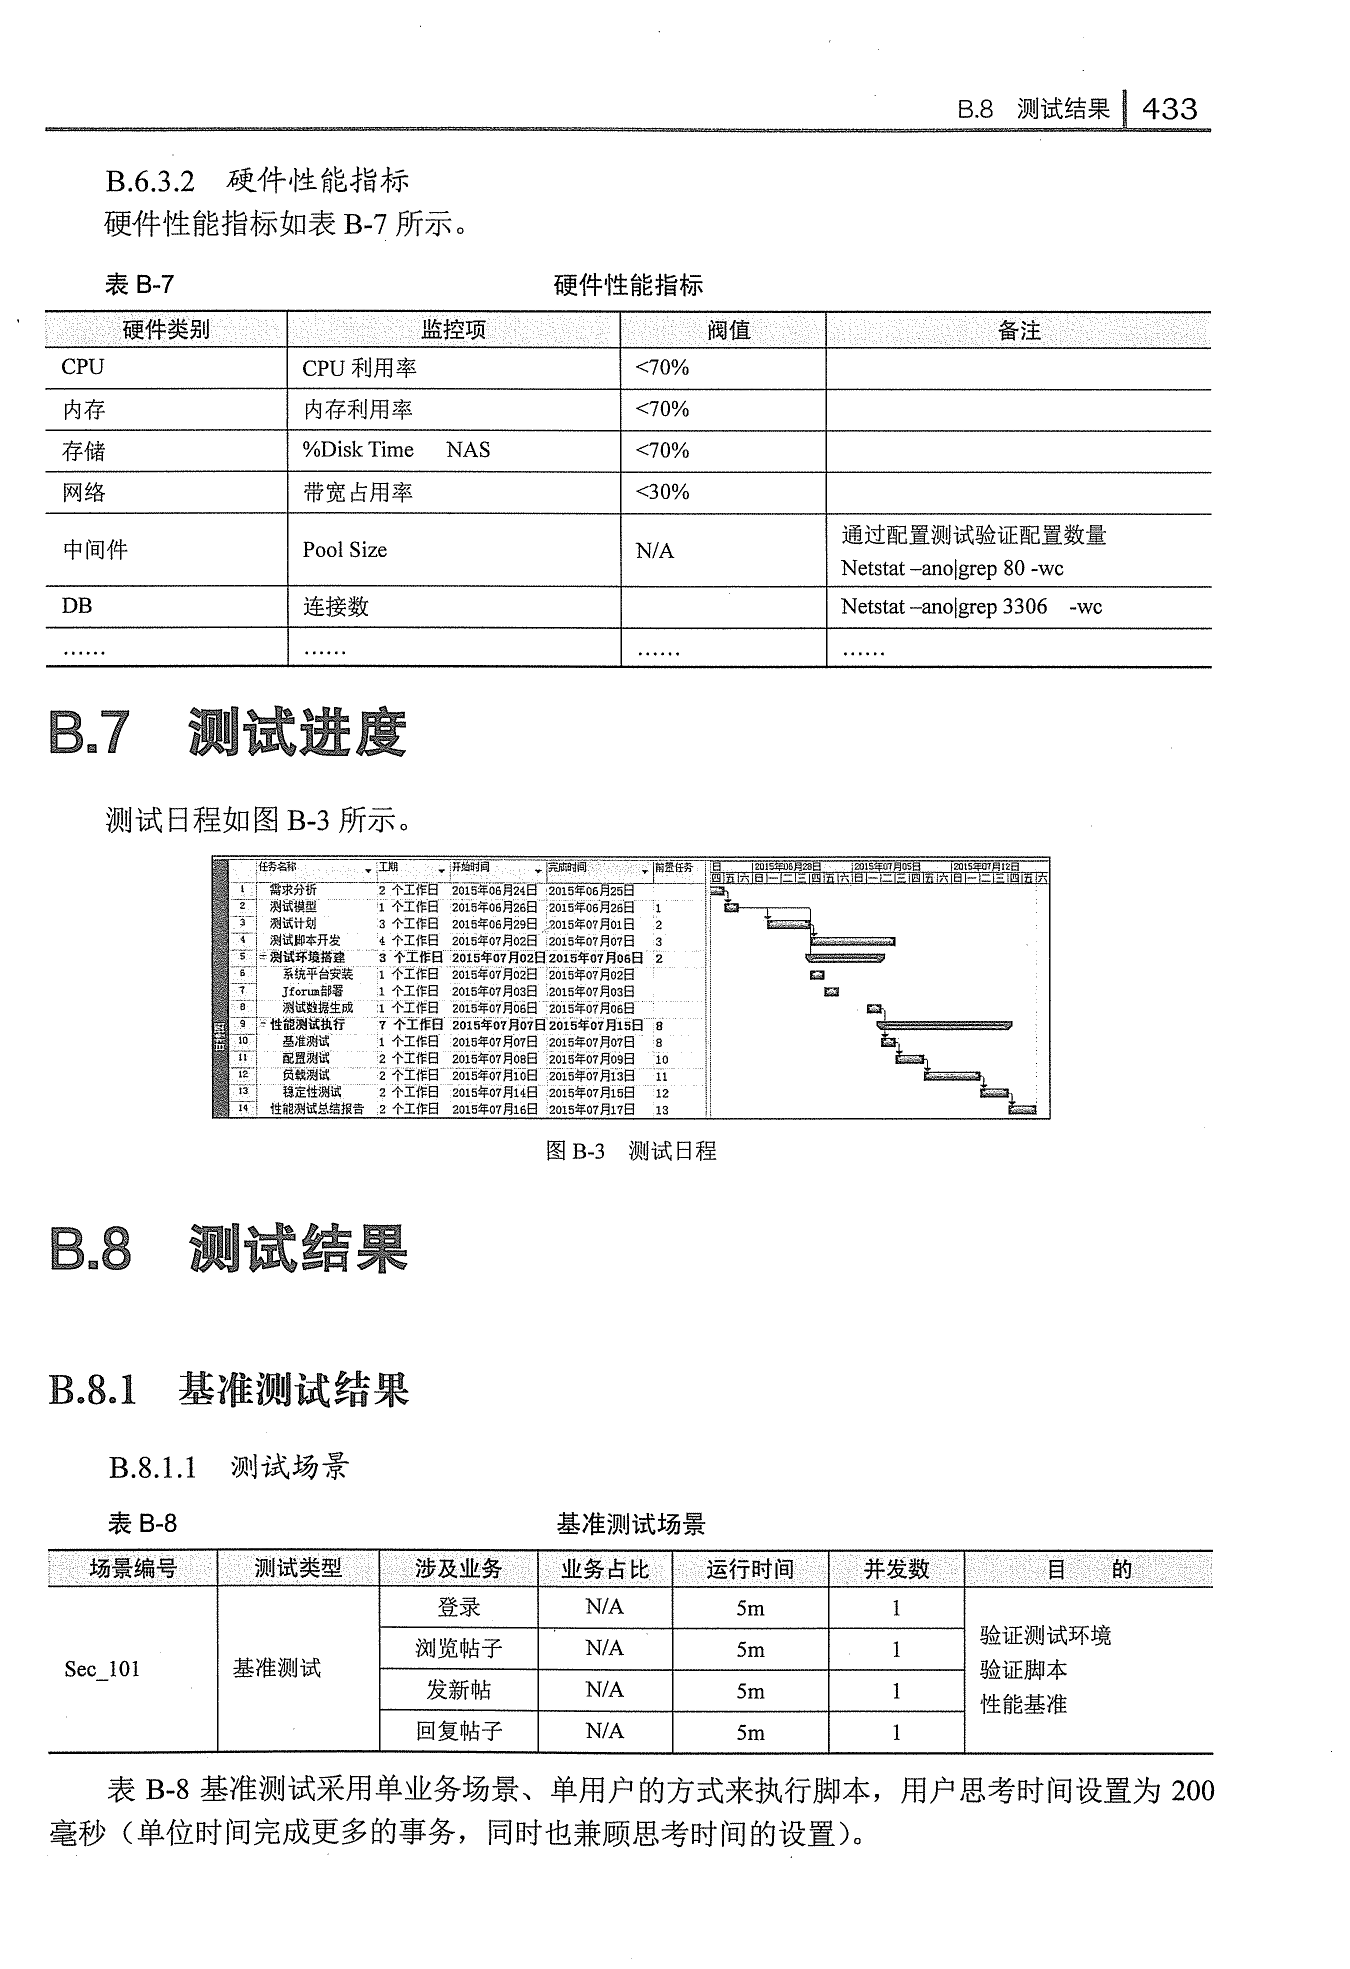 B.8 测试结果 433
B.6.3.2 硬件性能指标
硬件性能指标如表 B-7 所示。
表 B-7 硬件性能指标
硬件类别 监控项 阀值 备注
CPU CPU 利用率 <70%
内存 内存利用率 <70%
存储 %Disk Time NAS <70%
网络 带宽占用率 <30%
中间件 Pool Size N/A 通过配置测试验证配置数量
Netstat –ano|grep 80 -wc
DB 连接数 Netstat –ano|grep 3306 -wc
…… …… …… ……
B.7 测试进度
测试日程如图 B-3 所示。
任务名称 工期 开始时间 完成时间 前置任务 日 2015年06月28日 2015年07月05日 2015年07月12日
四五六日一二三四五六日一二三四五六日一二三四五六
1 需求分析 2 个工作日 2015年06月24日 2015年06月25日
2 测试模型 1 个工作日 2015年06月26日 2015年06月26日 1
3 测试计划 3 个工作日 2015年06月29日 2015年07月01日 2
4 测试脚本开发 4 个工作日 2015年07月02日 2015年07月07日 3
5 测试环境搭建 3 个工作日 2015年07月02日 2015年07月06日 2
6 系统平台安装 1 个工作日 2015年07月02日 2015年07月02日
7 Jforum部署 1 个工作日 2015年07月03日 2015年07月03日
8 测试数据生成 1 个工作日 2015年07月06日 2015年07月06日
9 性能测试执行 7 个工作日 2015年07月07日 2015年07月15日 8
10 基准测试 1 个工作日 2015年07月07日 2015年07月07日 8
11 配置测试 2 个工作日 2015年07月08日 2015年07月09日 10
12 负载测试 2 个工作日 2015年07月10日 2015年07月13日 11
13 稳定性测试 2 个工作日 2015年07月14日 2015年07月15日 12
14 性能测试总结报告 2 个工作日 2015年07月16日 2015年07月17日 13
图 B-3 测试日程
B.8 测试结果
B.8.1 基准测试结果
B.8.1.1 测试场景
表 B-8 基准测试场景
场景编号 测试类型 涉及业务 业务占比 运行时间 并发数 目 的
Sec_101 基准测试 登录 N/A 5m 1 验证测试环境
验证脚本
性能基准
浏览帖子 N/A 5m 1
发新帖 N/A 5m 1
回复帖子 N/A 5m 1
表 B-8 基准测试采用单业务场景、单用户的方式来执行脚本，用户思考时间设置为 200
毫秒（单位时间完成更多的事务，同时也兼顾思考时间的设置）。